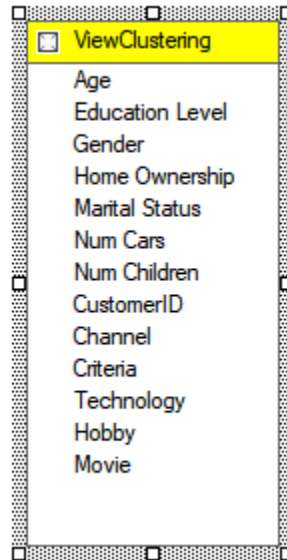 ViewClustering
Age
Education Level
Gender
Home Ownership
Marital Status
Num Cars
Num Children
CustomerID
Channel
Criteria
Technology
Hobby
Movie